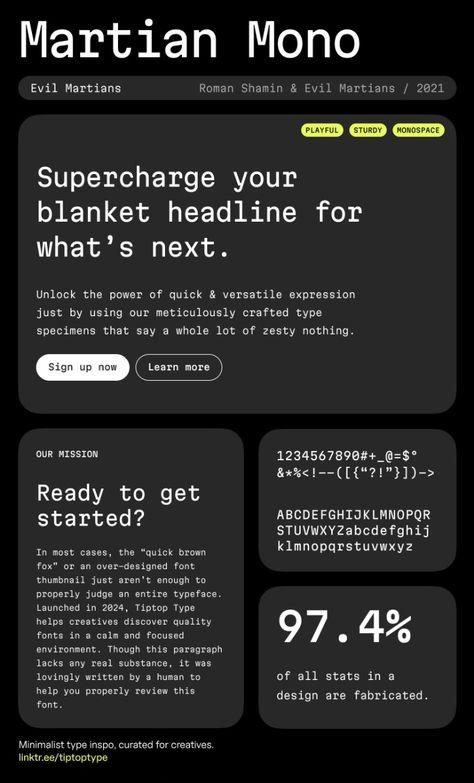 Martian Mono
Evil Martians
Roman Shamin & Evil Martians / 2021
PLAYFUL
STURDY
MONOSPACE
Supercharge your
blanket headline for
what’s next.
Unlock the power of quick & versatile expression
just by using our meticulously crafted type
specimens that say a whole lot of zesty nothing.
Sign up now
Learn more
OUR MISSION
Ready to get
started?
In most cases, the “quick brown
fox” or an over-designed font
thumbnail just aren’t enough to
properly judge an entire typeface.
Launched in 2024, Tiptop Type
helps creatives discover quality
fonts in a calm and focused
environment. Though this paragraph
lacks any real substance, it was
lovingly written by a human to
help you properly review this
font.
1234567890#+_@=$°
&*%<!--([{“?!”}])->
ABCDEFGHIJKLMNOPQR
STUVWXYZabcdefghij
klmnopqrstuvwxyz
97.4%
of all stats in a
design are fabricated.
Minimalist type inspo, curated for creatives.
linktr.ee/tiptoptype